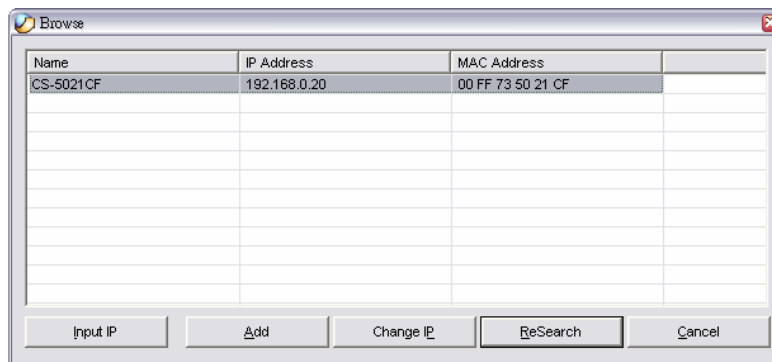 Browse
Name IP Address MAC Address
CS-5021CF 192.168.0.20 00 FF 73 50 21 CF
Input IP Add Change IP ReSearch Cancel